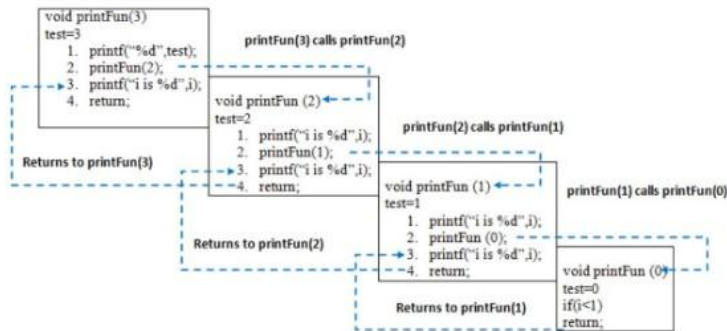 void printFun(3)
test=3
1. printf("%d",test);
2. printFun(2);
3. printf("i is %d",i);
4. return;
printFun(3) calls printFun(2)
void printFun (2)
test=2
1. printf("i is %d",i);
2. printFun(1);
3. printf("i is %d",i);
4. return;
Returns to printFun(3)
printFun(2) calls printFun(1)
void printFun (1)
test=1
1. printf("i is %d",i);
2. printFun (0);
3. printf("i is %d",i);
4. return;
Returns to printFun(2)
printFun(1) calls printFun(0)
void printFun (0)
test=0
if(i<1)
return;
Returns to printFun(1)